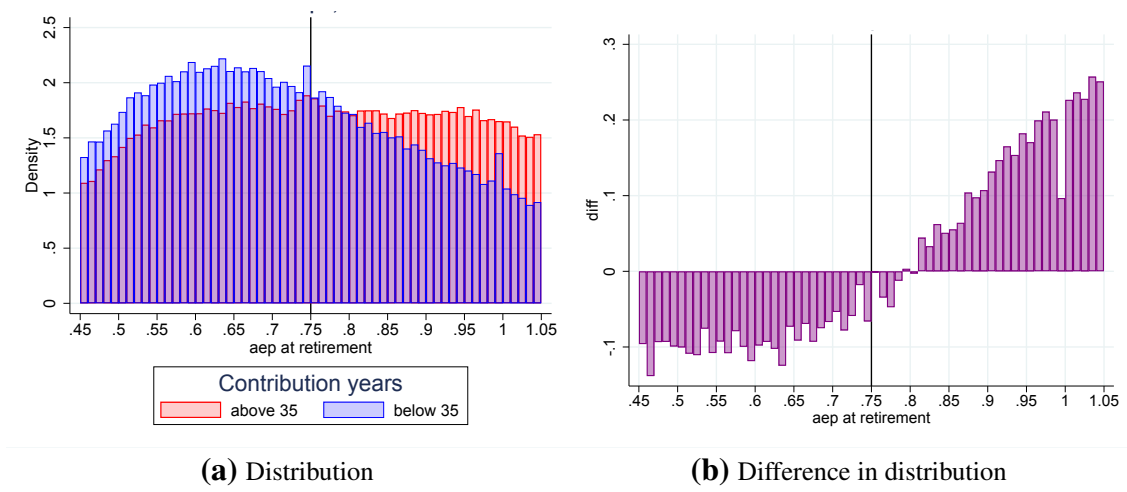 2.5
2
1.5
1
.5
0
Density
.45 .5 .55 .6 .65 .7 .75 .8 .85 .9 .95 1 1.05
aep at retirement
Contribution years
above 35 below 35
(a) Distribution
.3
.2
.1
0
-.1
diff
.45 .5 .55 .6 .65 .7 .75 .8 .85 .9 .95 1 1.05
aep at retirement
(b) Difference in distribution